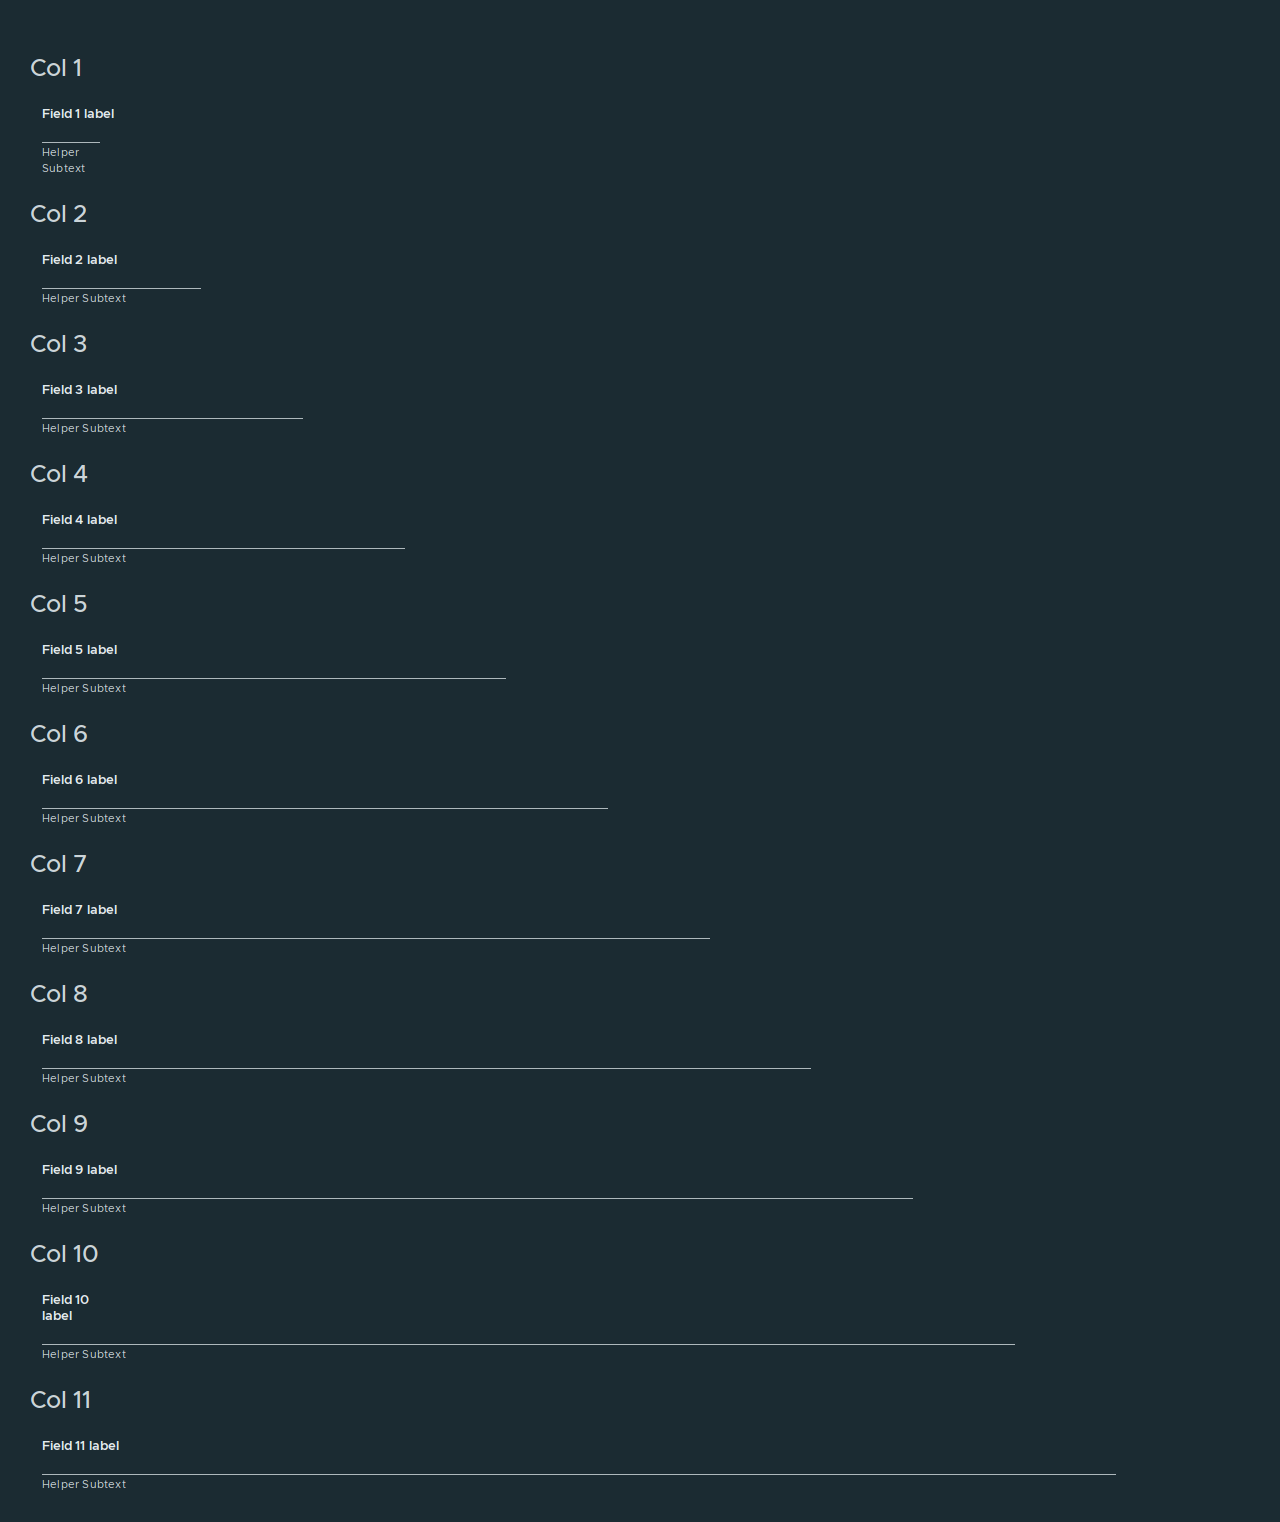 Col 1
Field 1 label
Helper
Subtext
Col 2
Field 2 label
Helper Subtext
Col 3
Field 3 label
Helper Subtext
Col 4
Field 4 label
Helper Subtext
Col 5
Field 5 label
Helper Subtext
Col 6
Field 6 label
Helper Subtext
Col 7
Field 7 label
Helper Subtext
Col 8
Field 8 label
Helper Subtext
Col 9
Field 9 label
Helper Subtext
Col 10
Field 10
label
Helper Subtext
Col 11
Field 11 label
Helper Subtext